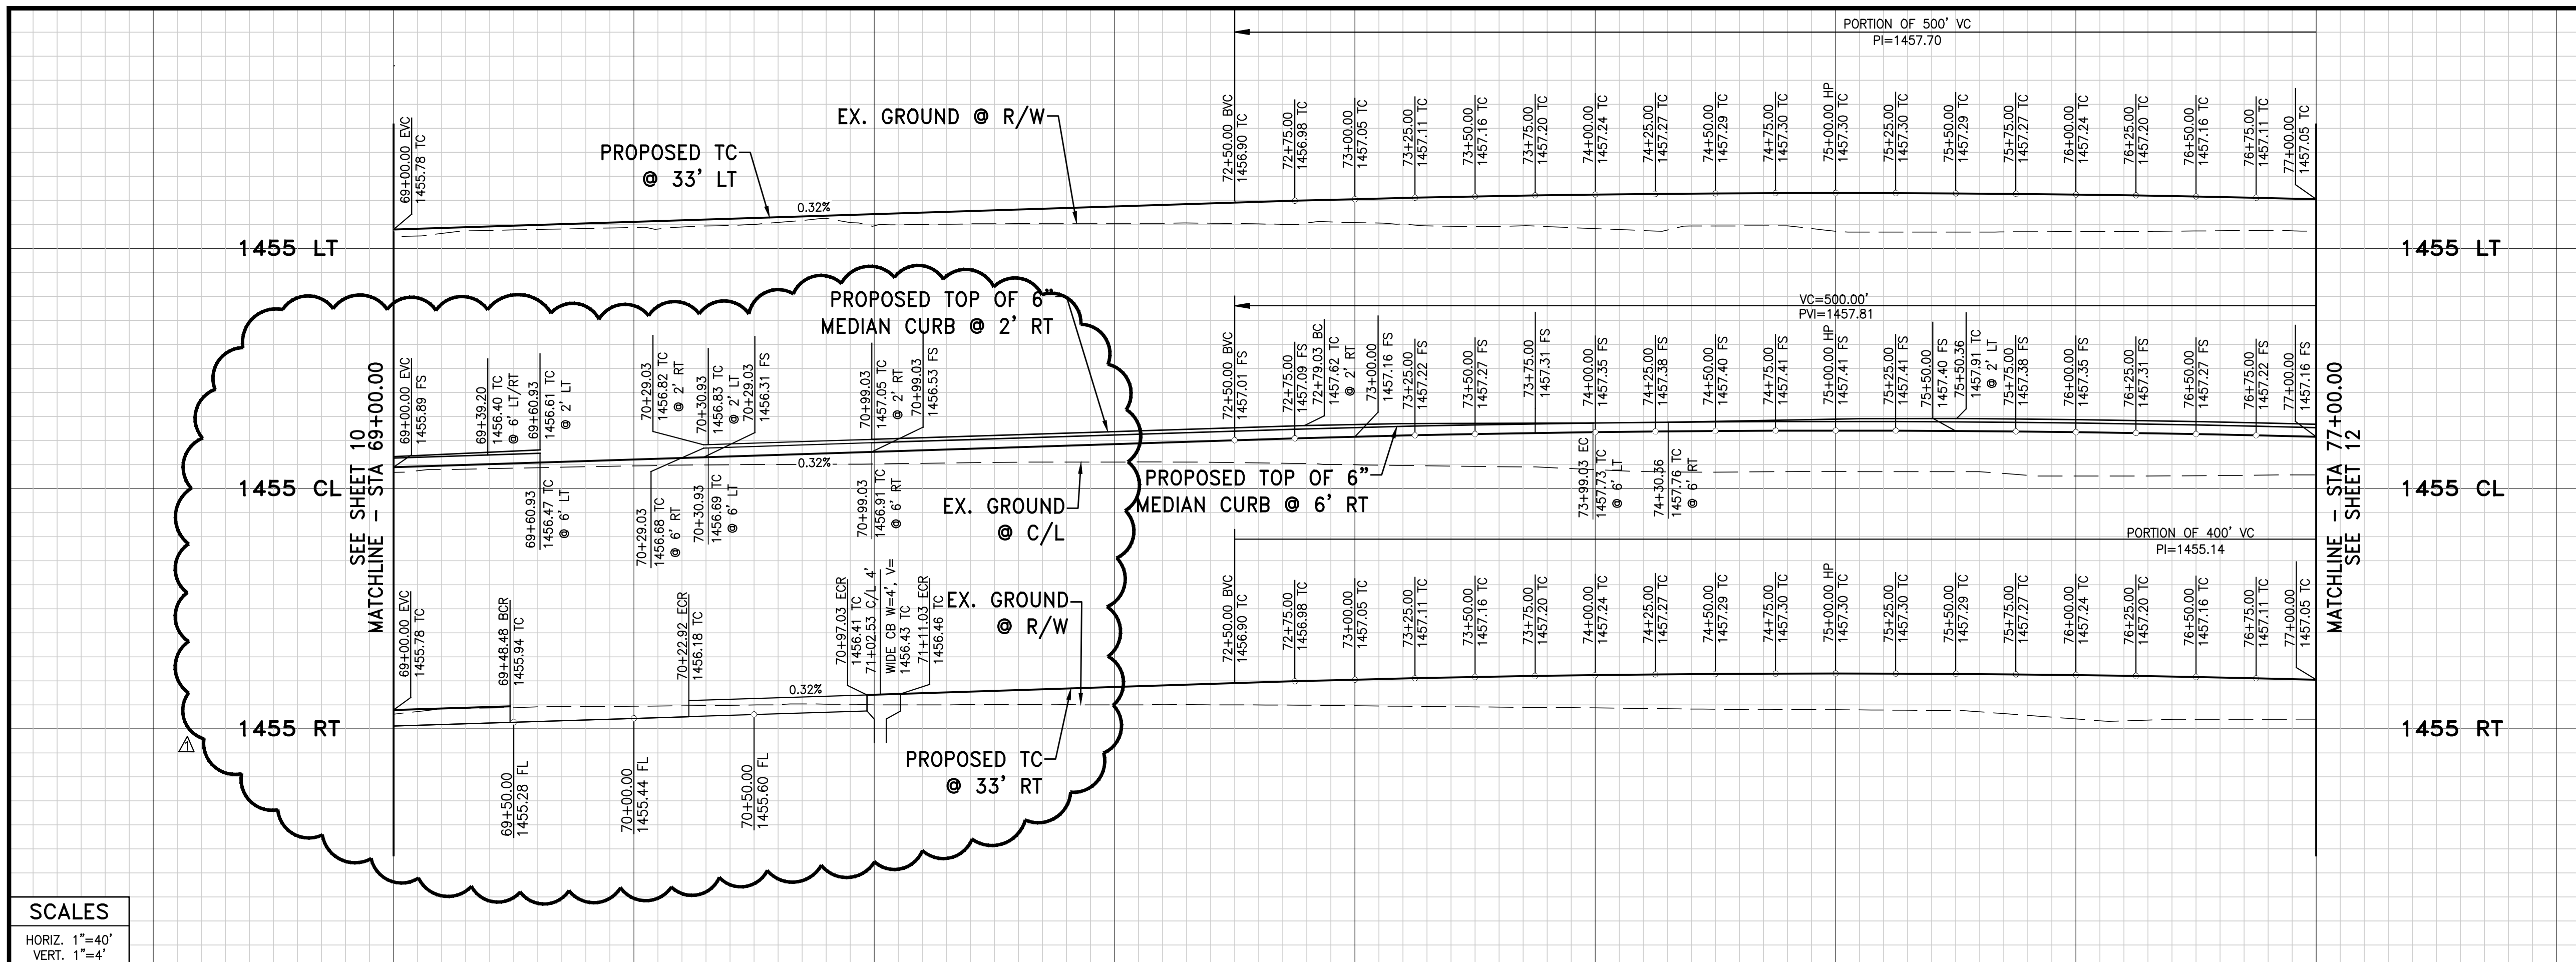 PORTION OF 500' VC
PI=1457.70
69+00.00 EVC
1455.78 TC
PROPOSED TC
@ 33' LT
0.32%
EX. GROUND @ R/W
72+50.00 BVC
1456.90 TC
72+75.00
1456.98 TC
73+00.00
1457.05 TC
73+25.00
1457.11 TC
73+50.00
1457.16 TC
73+75.00
1457.20 TC
74+00.00
1457.24 TC
74+25.00
1457.27 TC
74+50.00
1457.29 TC
74+75.00
1457.30 TC
75+00.00 HP
1457.30 TC
75+25.00
1457.30 TC
75+50.00
1457.29 TC
75+75.00
1457.27 TC
76+00.00
1457.24 TC
76+25.00
1457.20 TC
76+50.00
1457.16 TC
76+75.00
1457.11 TC
77+00.00
1457.05 TC
1455 LT
1455 LT
PROPOSED TOP OF 6"
MEDIAN CURB @ 2' RT
VC=500.00'
PVI=1457.81
SEE SHEET 10
MATCHLINE - STA 69+00.00
69+00.00 EVC
1455.89 FS
69+39.20
1456.40 TC
@ 6' LT/RT
69+60.93
1456.61 TC
@ 2' LT
70+29.03
1456.82 TC
@ 2' RT
70+30.93
1456.83 TC
@ 2' LT
70+29.03
1456.31 FS
70+99.03
1457.05 TC
@ 2' RT
70+99.03
1456.53 FS
72+50.00 BVC
1457.01 FS
72+75.00
1457.09 FS
72+79.03 BC
1457.62 TC
@ 2' RT
73+00.00
1457.16 FS
73+25.00
1457.22 FS
73+50.00
1457.27 FS
73+75.00
1457.31 FS
74+00.00
1457.35 FS
74+25.00
1457.38 FS
74+50.00
1457.40 FS
74+75.00
1457.41 FS
75+00.00 HP
1457.41 FS
75+25.00
1457.41 FS
75+50.00
1457.40 FS
75+50.36
1457.91 TC
@ 2' LT
75+75.00
1457.38 FS
76+00.00
1457.35 FS
76+25.00
1457.31 FS
76+50.00
1457.27 FS
76+75.00
1457.22 FS
77+00.00
1457.16 FS
MATCHLINE - STA 77+00.00
SEE SHEET 12
0.32%
1455 CL
1455 CL
69+60.93
1456.47 TC
@ 6' LT
70+29.03
1456.68 TC
@ 6' RT
70+30.93
1456.69 TC
@ 6' LT
70+99.03
1456.91 TC
@ 6' RT
EX. GROUND
@ C/L
PROPOSED TOP OF 6"
MEDIAN CURB @ 6' RT
73+99.03 EC
1457.73 TC
@ 6' LT
74+30.36
1457.76 TC
@ 6' RT
PORTION OF 400' VC
PI=1455.14
69+00.00 EVC
1455.78 TC
69+48.48 BCR
1455.94 TC
70+22.92 ECR
1456.18 TC
0.32%
70+97.03 ECR
1456.41 TC
71+02.53 C/L 4'
WIDE CB W=4', V=
1456.43 TC
71+11.03 ECR
1456.46 TC
EX. GROUND
@ R/W
72+50.00 BVC
1456.90 TC
72+75.00
1456.98 TC
73+00.00
1457.05 TC
73+25.00
1457.11 TC
73+50.00
1457.16 TC
73+75.00
1457.20 TC
74+00.00
1457.24 TC
74+25.00
1457.27 TC
74+50.00
1457.29 TC
74+75.00
1457.30 TC
75+00.00 HP
1457.30 TC
75+25.00
1457.30 TC
75+50.00
1457.29 TC
75+75.00
1457.27 TC
76+00.00
1457.24 TC
76+25.00
1457.20 TC
76+50.00
1457.16 TC
76+75.00
1457.11 TC
77+00.00
1457.05 TC
1455 RT
1455 RT
1
PROPOSED TC
@ 33' RT
69+50.00
1455.28 FL
70+00.00
1455.44 FL
70+50.00
1455.60 FL
SCALES
HORIZ. 1"=40'
VERT. 1"=4'